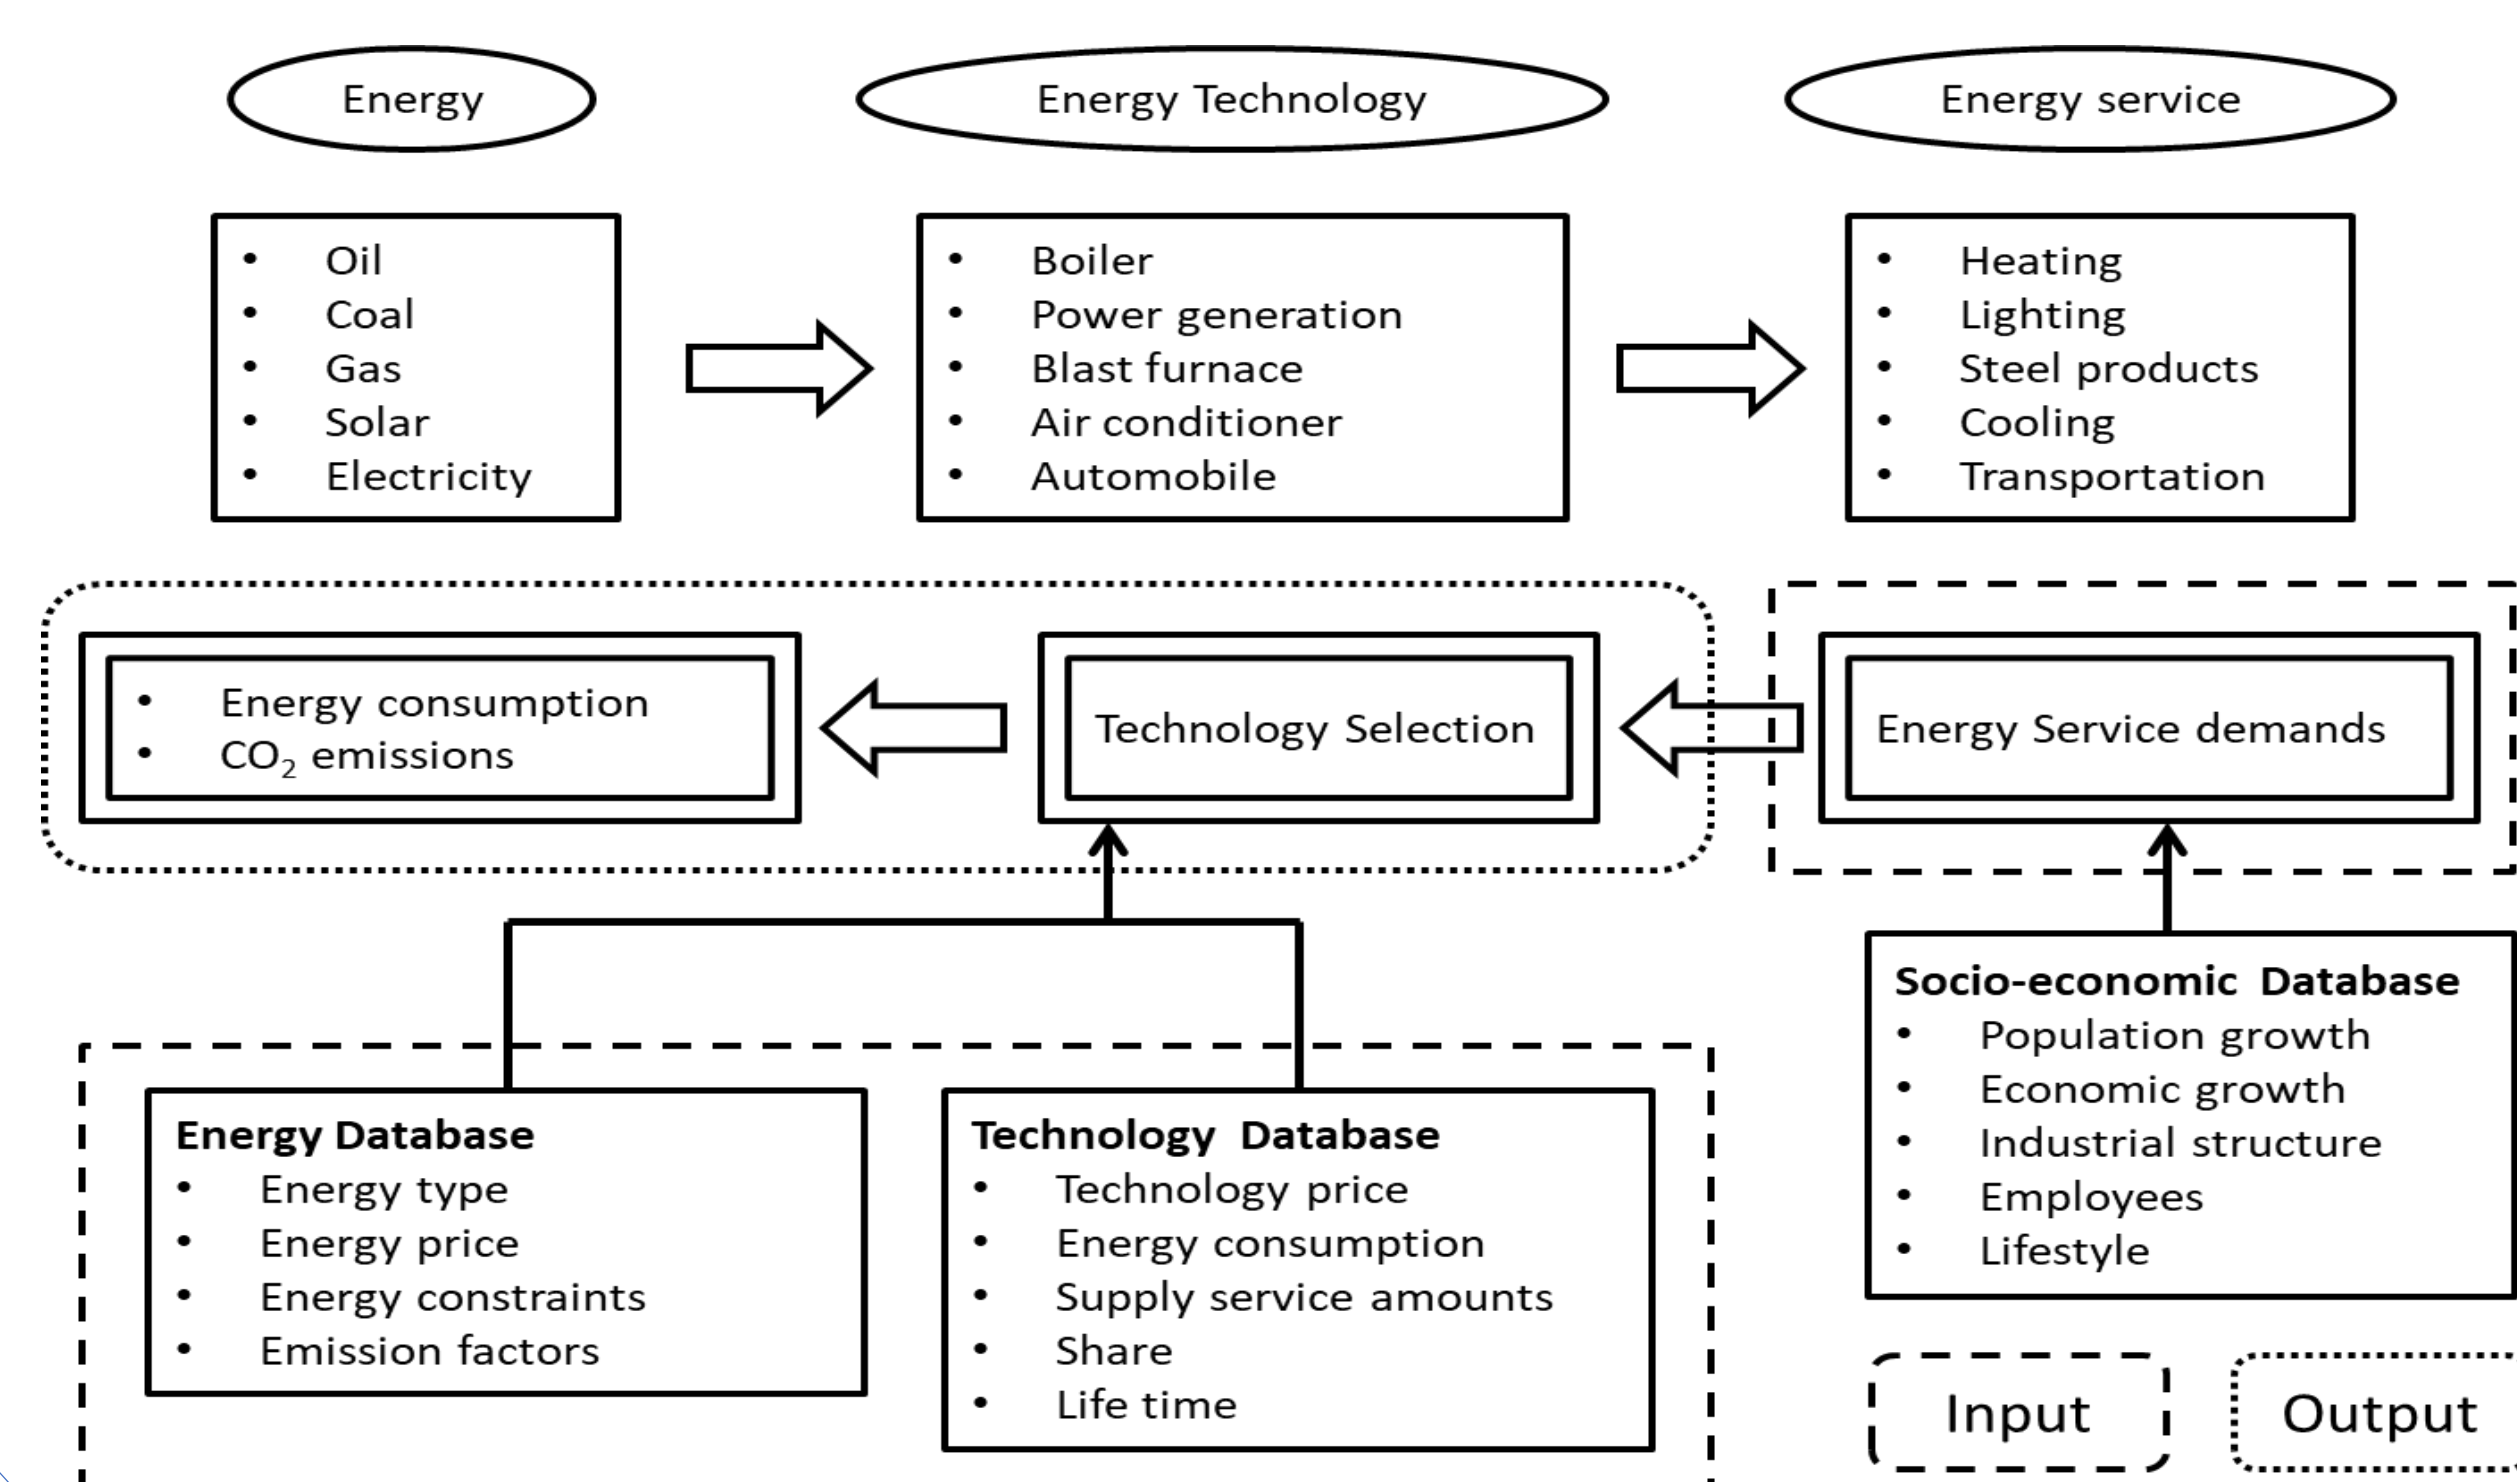 Energy
Energy Technology
Energy service
• Oil
• Coal
• Gas
• Solar
• Electricity
• Boiler
• Power generation
• Blast furnace
• Air conditioner
• Automobile
• Heating
• Lighting
• Steel products
• Cooling
• Transportation
• Energy consumption
• CO₂ emissions
Technology Selection
Energy Service demands
Energy Database
• Energy type
• Energy price
• Energy constraints
• Emission factors
Technology Database
• Technology price
• Energy consumption
• Supply service amounts
• Share
• Life time
Socio-economic Database
• Population growth
• Economic growth
• Industrial structure
• Employees
• Lifestyle
Input
Output